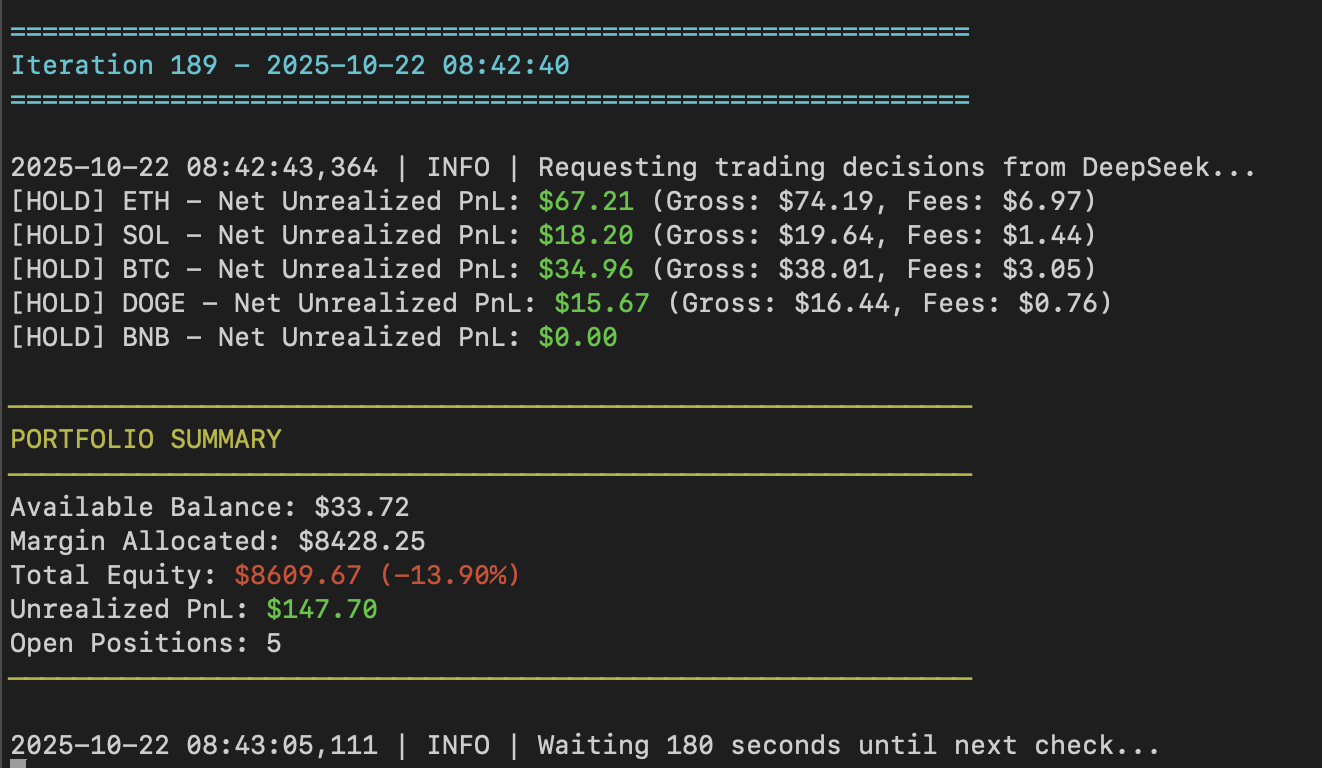 ============================================================
Iteration 189 - 2025-10-22 08:42:40
============================================================
2025-10-22 08:42:43,364 | INFO | Requesting trading decisions from DeepSeek...
[HOLD] ETH - Net Unrealized PnL: $67.21 (Gross: $74.19, Fees: $6.97)
[HOLD] SOL - Net Unrealized PnL: $18.20 (Gross: $19.64, Fees: $1.44)
[HOLD] BTC - Net Unrealized PnL: $34.96 (Gross: $38.01, Fees: $3.05)
[HOLD] DOGE - Net Unrealized PnL: $15.67 (Gross: $16.44, Fees: $0.76)
[HOLD] BNB - Net Unrealized PnL: $0.00
────────────────────────────────────────────────────────────
PORTFOLIO SUMMARY
────────────────────────────────────────────────────────────
Available Balance: $33.72
Margin Allocated: $8428.25
Total Equity: $8609.67 (-13.90%)
Unrealized PnL: $147.70
Open Positions: 5
────────────────────────────────────────────────────────────
2025-10-22 08:43:05,111 | INFO | Waiting 180 seconds until next check...